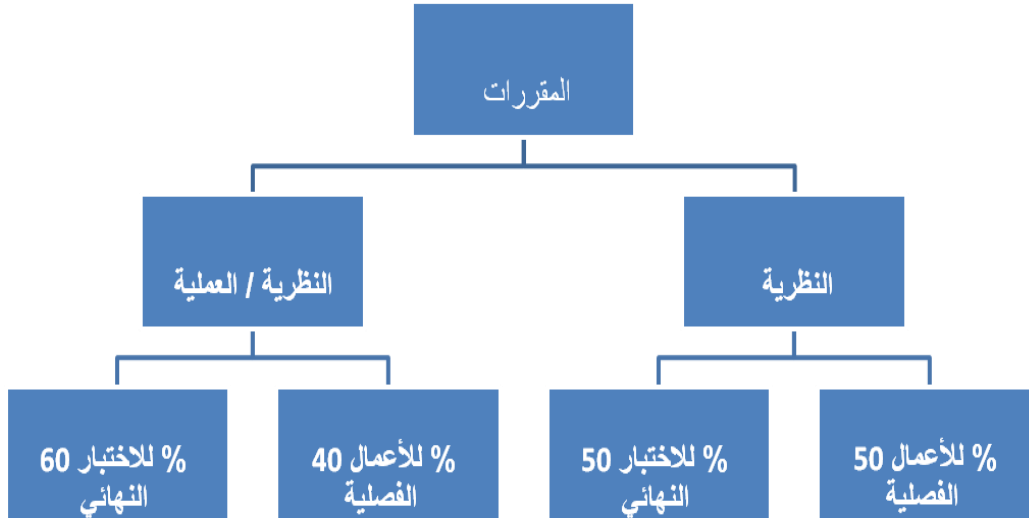 المقررات
النظرية
النظرية / العملية
% للأعمال 50
الفصلية
% للاختبار 50
النهائي
% للأعمال 40
الفصلية
% للاختبار 60
النهائي